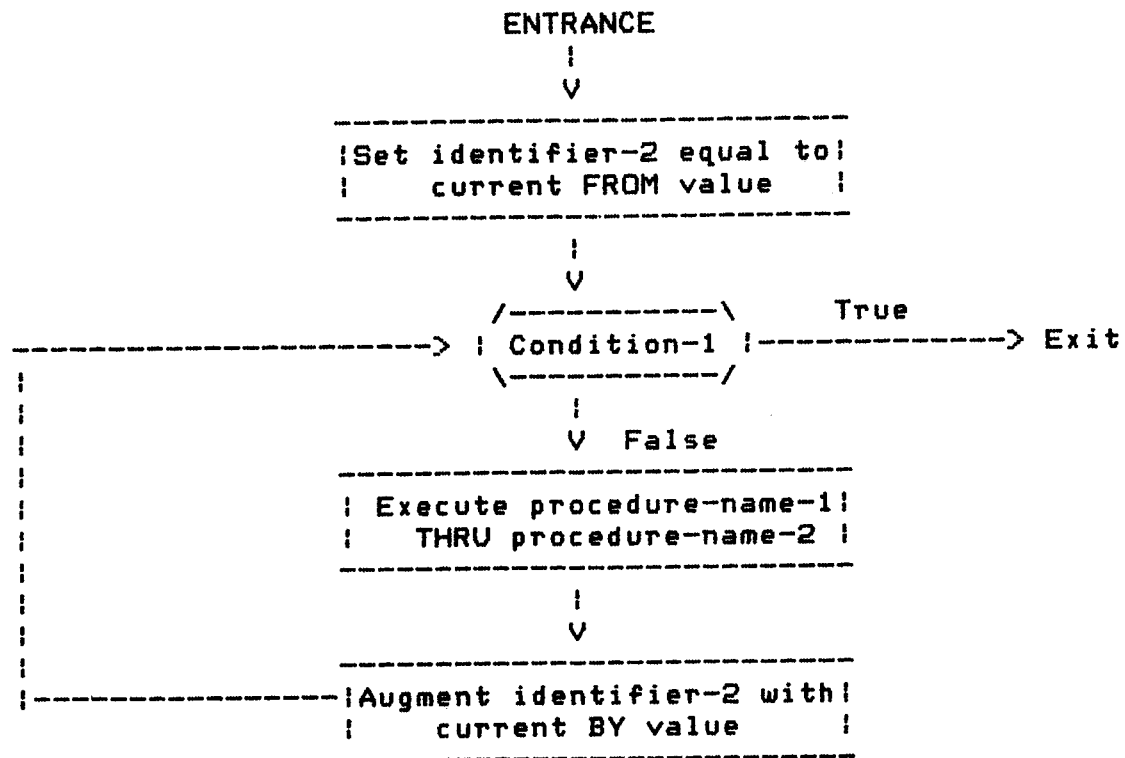 ENTRANCE
Set identifier-2 equal to
current FROM value
True
Condition-1
Exit
False
Execute procedure-name-1
THRU procedure-name-2
Augment identifier-2 with
current BY value